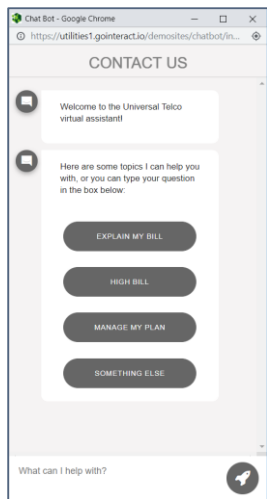 Chat Bot - Google Chrome
https://utilities1.gointeract.io/demosites/chatbot/in...
CONTACT US
Welcome to the Universal Telco
virtual assistant!
Here are some topics I can help you
with, or you can type your question
in the box below:
EXPLAIN MY BILL
HIGH BILL
MANAGE MY PLAN
SOMETHING ELSE
What can I help with?